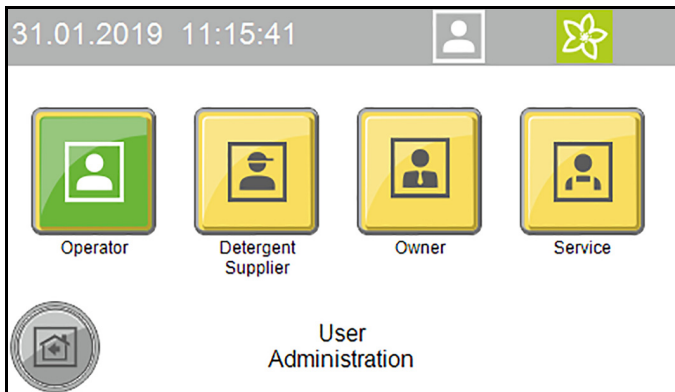 31.01.2019 11:15:41
Operator
Detergent
Supplier
Owner
Service
User
Administration